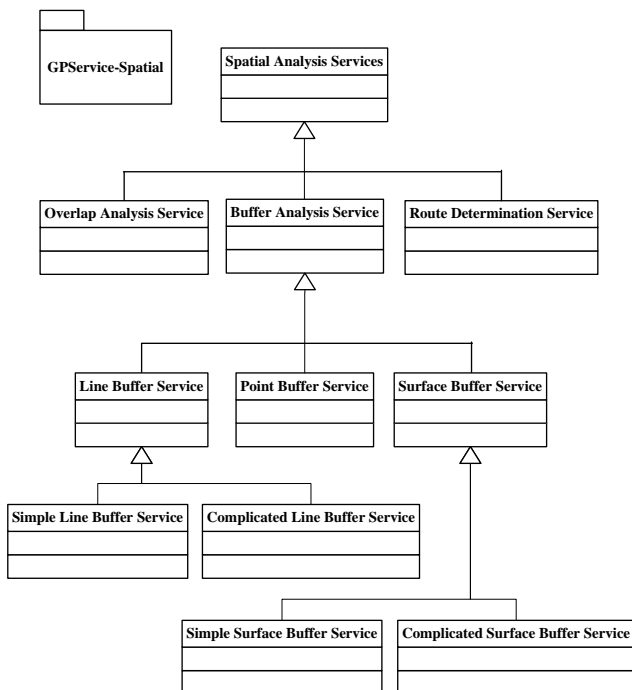 GPService-Spatial
Spatial Analysis Services
Overlap Analysis Service
Buffer Analysis Service
Route Determination Service
Line Buffer Service
Point Buffer Service
Surface Buffer Service
Simple Line Buffer Service
Complicated Line Buffer Service
Simple Surface Buffer Service
Complicated Surface Buffer Service